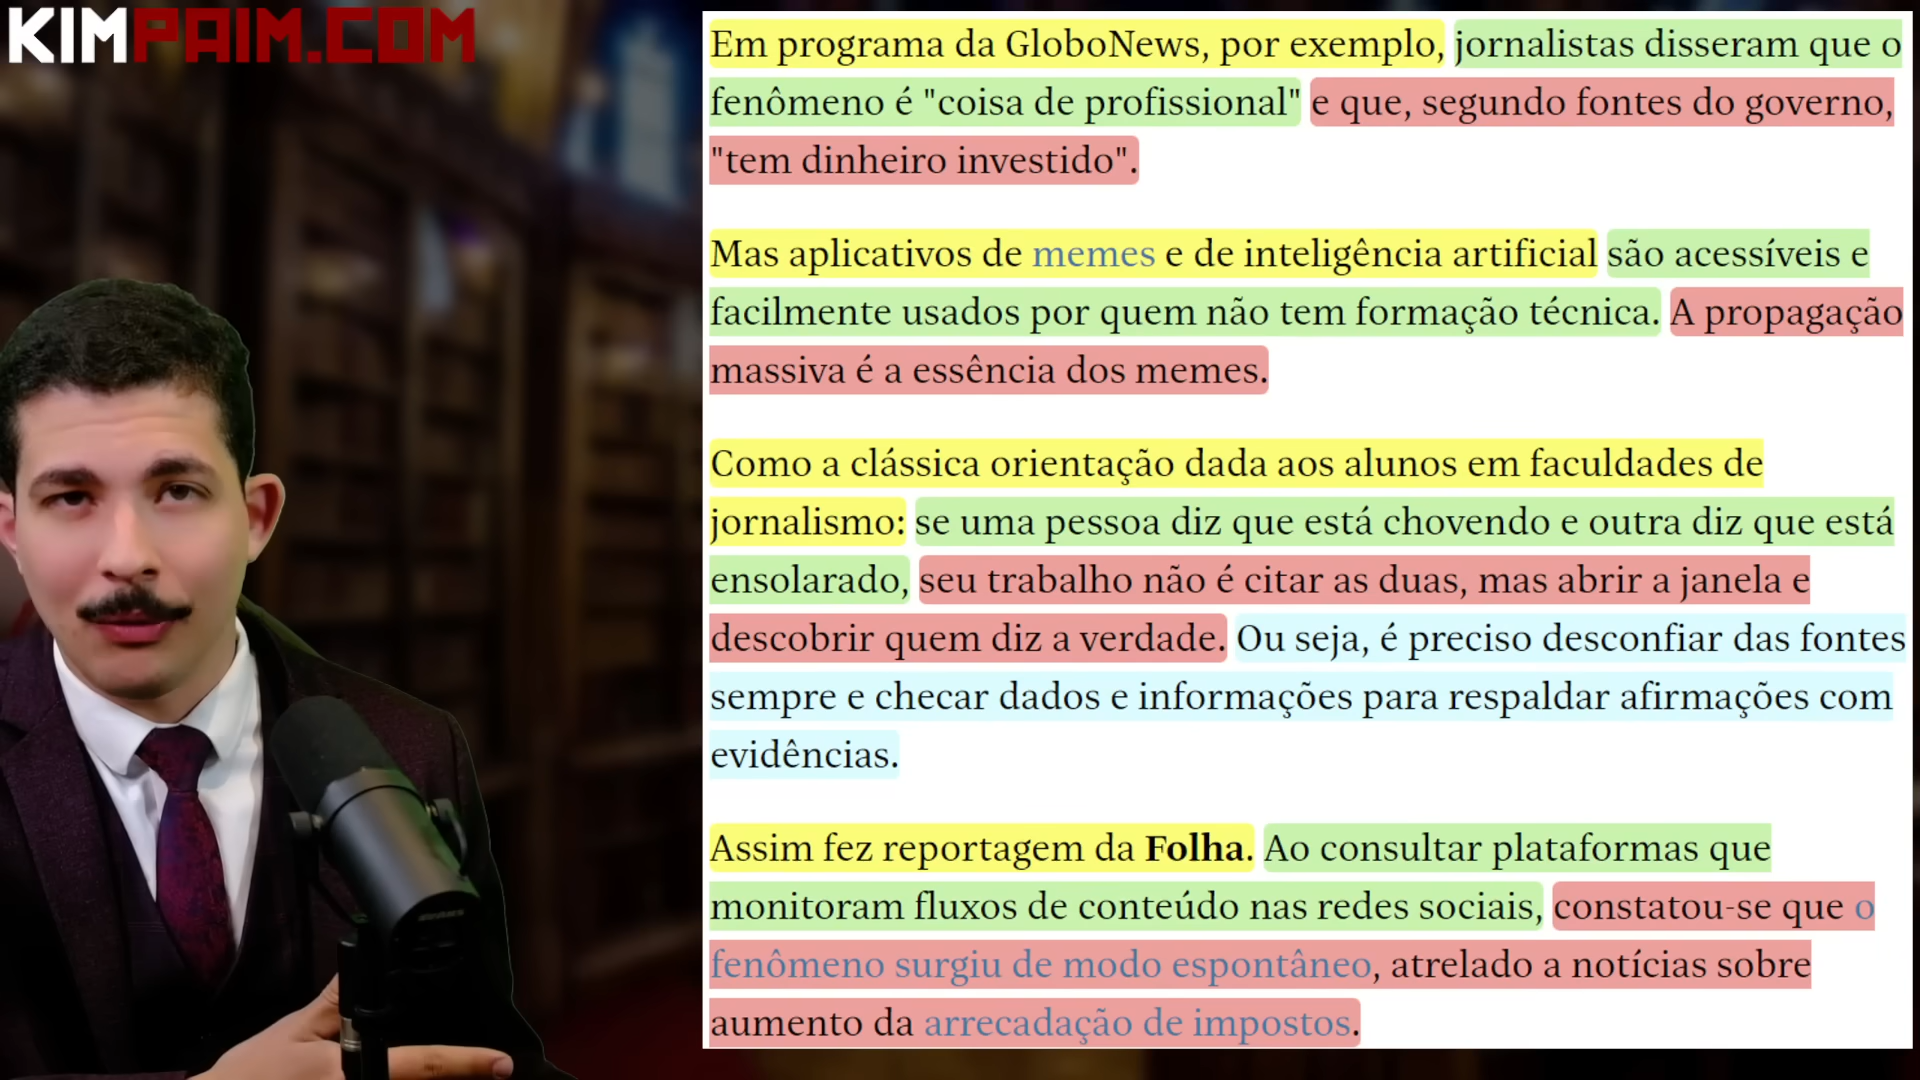 KIMPAIM.COM
Em programa da GloboNews, por exemplo, jornalistas disseram que o
fenômeno é "coisa de profissional" e que, segundo fontes do governo,
"tem dinheiro investido".
Mas aplicativos de memes e de inteligência artificial são acessíveis e
facilmente usados por quem não tem formação técnica. A propagação
massiva é a essência dos memes.
Como a clássica orientação dada aos alunos em faculdades de
jornalismo: se uma pessoa diz que está chovendo e outra diz que está
ensolarado, seu trabalho não é citar as duas, mas abrir a janela e
descobrir quem diz a verdade. Ou seja, é preciso desconfiar das fontes
sempre e checar dados e informações para respaldar afirmações com
evidências.
Assim fez reportagem da Folha. Ao consultar plataformas que
monitoram fluxos de conteúdo nas redes sociais, constatou-se que o
fenômeno surgiu de modo espontâneo, atrelado a notícias sobre
aumento da arrecadação de impostos.